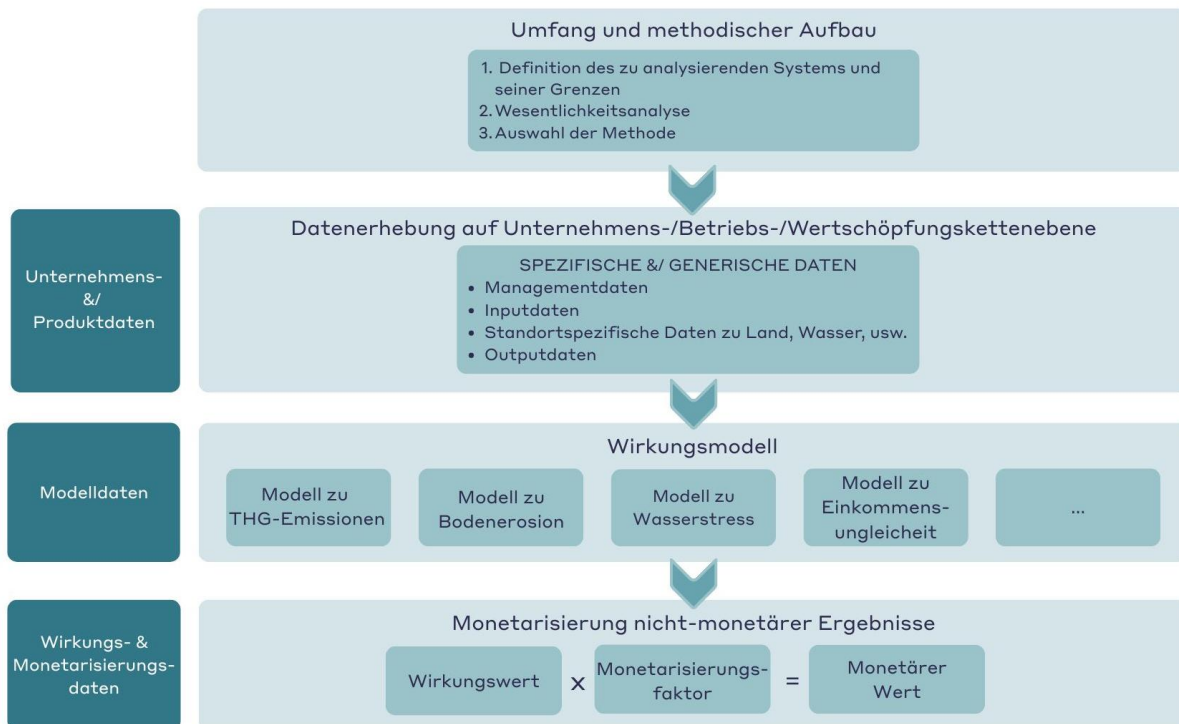 Umfang und methodischer Aufbau
1. Definition des zu analysierenden Systems und
seiner Grenzen
2. Wesentlichkeitsanalyse
3. Auswahl der Methode
Unternehmens-
&/
Produktdaten
Datenerhebung auf Unternehmens-/Betriebs-/Wertschöpfungskettenebene
SPEZIFISCHE &/ GENERISCHE DATEN
• Managementdaten
• Inputdaten
• Standortspezifische Daten zu Land, Wasser, usw.
• Outputdaten
Modelldaten
Wirkungsmodell
Modell zu
THG-Emissionen
Modell zu
Bodenerosion
Modell zu
Wasserstress
Modell zu
Einkommens-
ungleicheit
...
Wirkungs- &
Monetarisierungs-
daten
Monetarisierung nicht-monetärer Ergebnisse
Wirkungswert
x
Monetarisierungs-
faktor
=
Monetärer
Wert